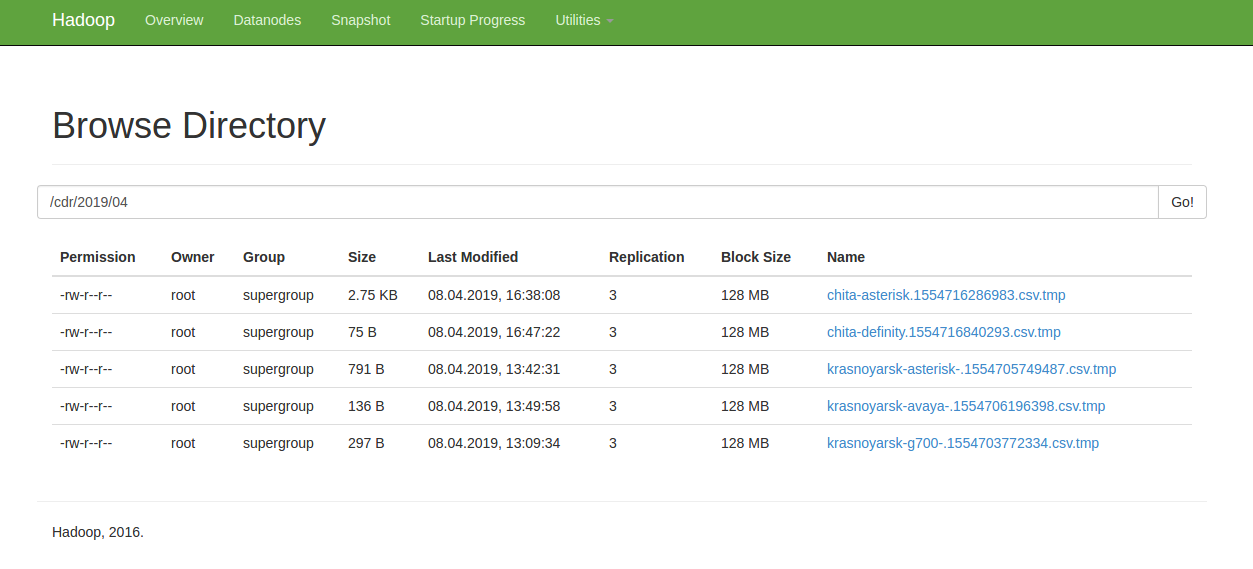 Hadoop Overview Datanodes Snapshot Startup Progress Utilities
Browse Directory
/cdr/2019/04 Go!
Permission Owner Group Size Last Modified Replication Block Size Name
-rw-r--r-- root supergroup 2.75 KB 08.04.2019, 16:38:08 3 128 MB chita-asterisk.1554716286983.csv.tmp
-rw-r--r-- root supergroup 75 B 08.04.2019, 16:47:22 3 128 MB chita-definity.1554716840293.csv.tmp
-rw-r--r-- root supergroup 791 B 08.04.2019, 13:42:31 3 128 MB krasnoyarsk-asterisk-.1554705749487.csv.tmp
-rw-r--r-- root supergroup 136 B 08.04.2019, 13:49:58 3 128 MB krasnoyarsk-avaya-.1554706196398.csv.tmp
-rw-r--r-- root supergroup 297 B 08.04.2019, 13:09:34 3 128 MB krasnoyarsk-g700-.1554703772334.csv.tmp
Hadoop, 2016.